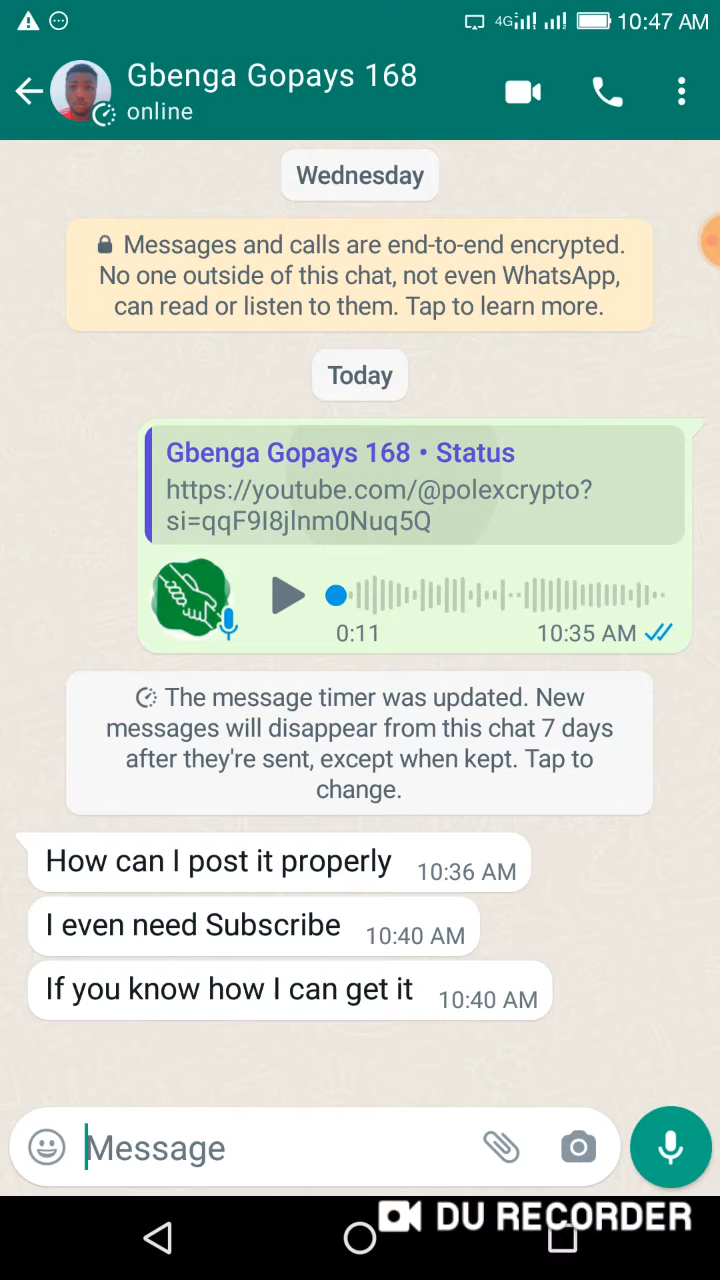 4G 10:47 AM
Gbenga Gopays 168
online
Wednesday
Messages and calls are end-to-end encrypted.
No one outside of this chat, not even WhatsApp,
can read or listen to them. Tap to learn more.
Today
Gbenga Gopays 168 • Status
https://youtube.com/@polexcrypto?
si=qqF9I8jlnm0Nuq5Q
0:11 10:35 AM
The message timer was updated. New
messages will disappear from this chat 7 days
after they're sent, except when kept. Tap to
change.
How can I post it properly 10:36 AM
I even need Subscribe 10:40 AM
If you know how I can get it 10:40 AM
Message
DU RECORDER